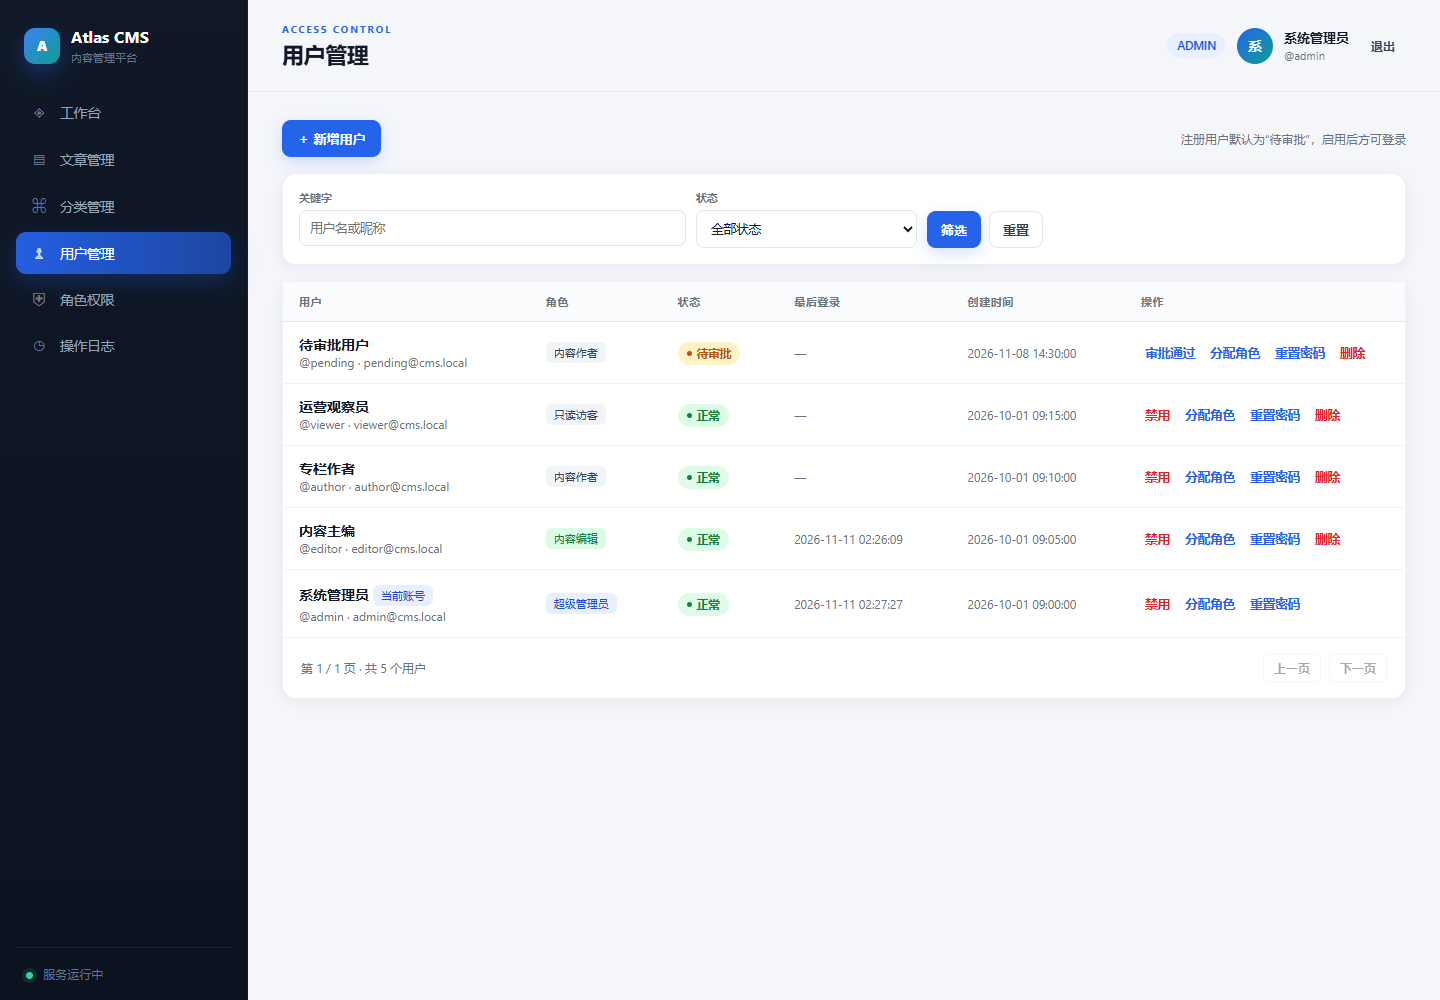 A
Atlas CMS
内容管理平台
工作台
文章管理
分类管理
用户管理
角色权限
操作日志
服务运行中
ACCESS CONTROL
用户管理
ADMIN
系
系统管理员
@admin
退出
+ 新增用户
注册用户默认为“待审批”，启用后方可登录
关键字
状态
用户名或昵称
全部状态
筛选
重置
用户 角色 状态 最后登录 创建时间 操作
待审批用户
@pending · pending@cms.local
内容作者 待审批 — 2026-11-08 14:30:00 审批通过 分配角色 重置密码 删除
运营观察员
@viewer · viewer@cms.local
只读访客 正常 — 2026-10-01 09:15:00 禁用 分配角色 重置密码 删除
专栏作者
@author · author@cms.local
内容作者 正常 — 2026-10-01 09:10:00 禁用 分配角色 重置密码 删除
内容主编
@editor · editor@cms.local
内容编辑 正常 2026-11-11 02:26:09 2026-10-01 09:05:00 禁用 分配角色 重置密码 删除
系统管理员 当前账号
@admin · admin@cms.local
超级管理员 正常 2026-11-11 02:27:27 2026-10-01 09:00:00 禁用 分配角色 重置密码
第 1 / 1 页 · 共 5 个用户
上一页 下一页